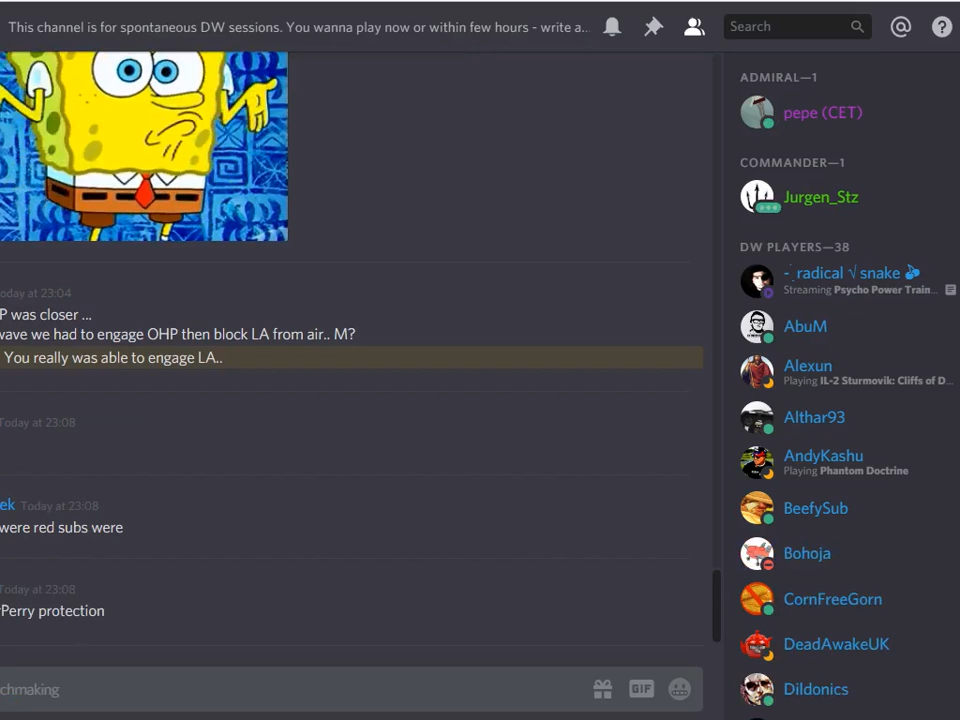 This channel is for spontaneous DW sessions. You wanna play now or within few hours - write a...
Search
oday at 23:04
P was closer ...
wave we had to engage OHP then block LA from air.. M?
You really was able to engage LA..
Today at 23:08
ek Today at 23:08
were red subs were
Today at 23:08
Perry protection
chmaking
GIF
ADMIRAL—1
pepe (CET)
COMMANDER—1
Jurgen_Stz
DW PLAYERS—38
-_radical √ snake
Streaming Psycho Power Train...
AbuM
Alexun
Playing IL-2 Sturmovik: Cliffs of D...
Althar93
AndyKashu
Playing Phantom Doctrine
BeefySub
Bohoja
CornFreeGorn
DeadAwakeUK
Dildonics